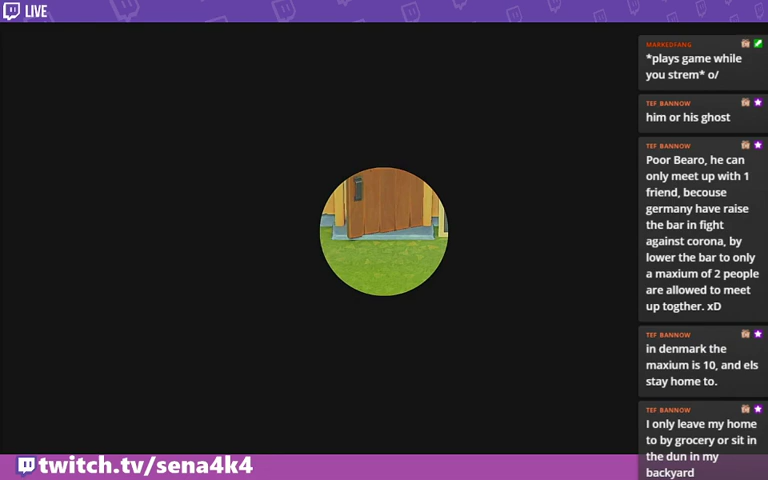 LIVE
MARKEDFANG
*plays game while
you strem* o/
TEF BANNOW
him or his ghost
TEF BANNOW
Poor Bearo, he can
only meet up with 1
friend, becouse
germany have raise
the bar in fight
against corona, by
lower the bar to only
a maxium of 2 people
are allowed to meet
up togther. xD
TEF BANNOW
in denmark the
maxium is 10, and els
stay home to.
TEF BANNOW
I only leave my home
to by grocery or sit in
the dun in my
backyard
twitch.tv/sena4k4